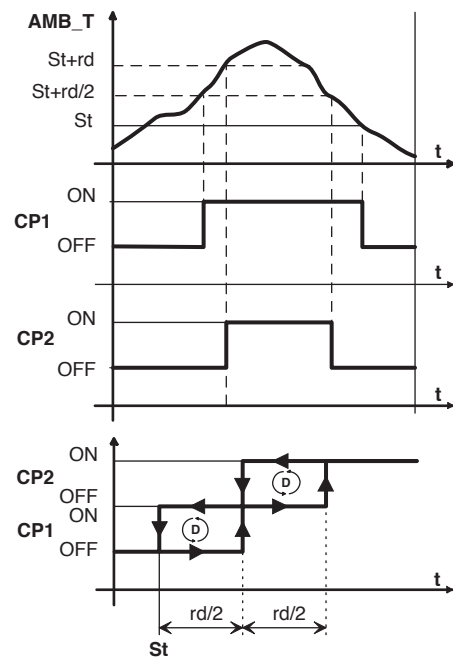 AMB_T
St+rd
St+rd/2
St
t
ON
CP1
OFF
t
ON
CP2
OFF
t
ON
CP2
OFF
ON
CP1
OFF
D
D
t
rd/2 rd/2
St